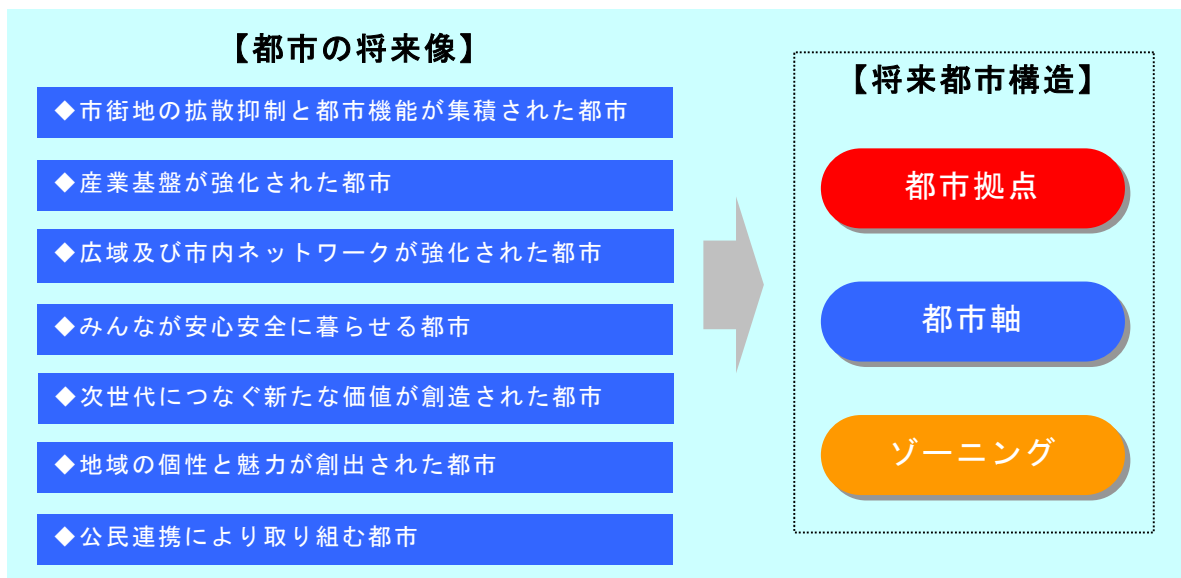 【都市の将来像】
◆市街地の拡散抑制と都市機能が集積された都市
◆産業基盤が強化された都市
◆広域及び市内ネットワークが強化された都市
◆みんなが安心安全に暮らせる都市
◆次世代につなぐ新たな価値が創造された都市
◆地域の個性と魅力が創出された都市
◆公民連携により取り組む都市
【将来都市構造】
都市拠点
都市軸
ゾーニング